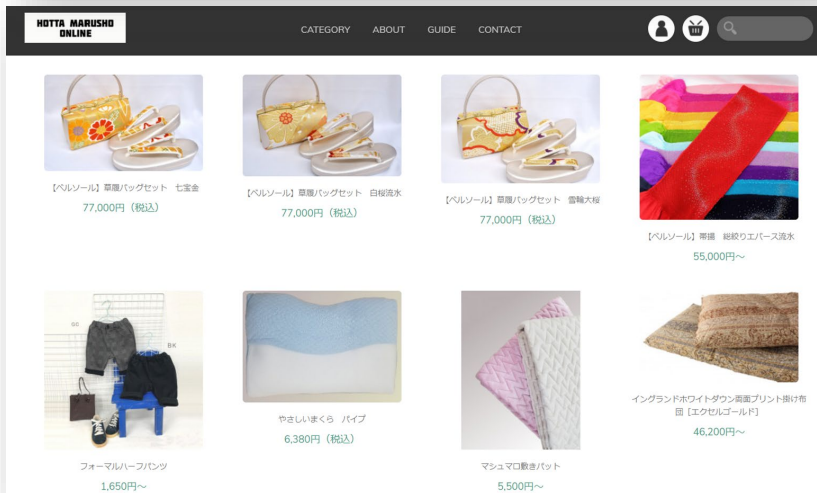 HOTTA MARUSHO
ONLINE
CATEGORY ABOUT GUIDE CONTACT
【ベルソール】草履バッグセット　七宝金
77,000円（税込）
【ベルソール】草履バッグセット　白桜流水
77,000円（税込）
【ベルソール】草履バッグセット　雪輪大桜
77,000円（税込）
【ベルソール】帯揚　総絞りエバース流水
55,000円～
GC
BK
フォーマルハーフパンツ
1,650円～
やさしいまくら　パイプ
6,380円（税込）
マシュマロ敷きパット
5,500円～
イングランドホワイトダウン両面プリント掛け布
団［エクセルゴールド］
46,200円～